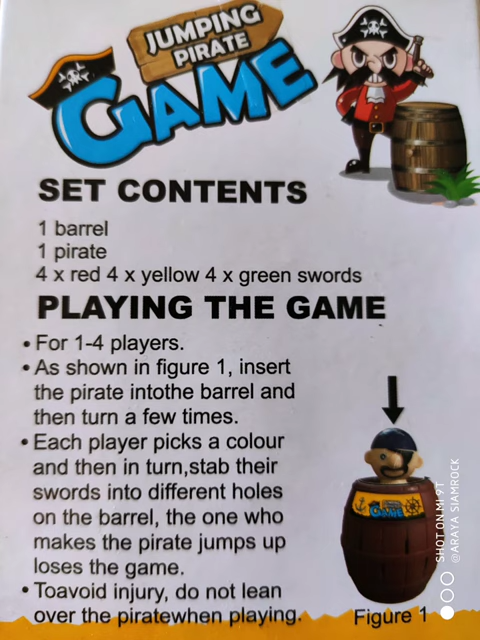 JUMPING
PIRATE
GAME
SET CONTENTS
1 barrel
1 pirate
4 x red 4 x yellow 4 x green swords
PLAYING THE GAME
• For 1-4 players.
• As shown in figure 1, insert
the pirate intothe barrel and
then turn a few times.
• Each player picks a colour
and then in turn,stab their
swords into different holes
on the barrel, the one who
makes the pirate jumps up
loses the game.
• Toavoid injury, do not lean
over the piratewhen playing.
GAME
Figure 1
SHOT ON MI 9T
@ARAYA SIAMROCK